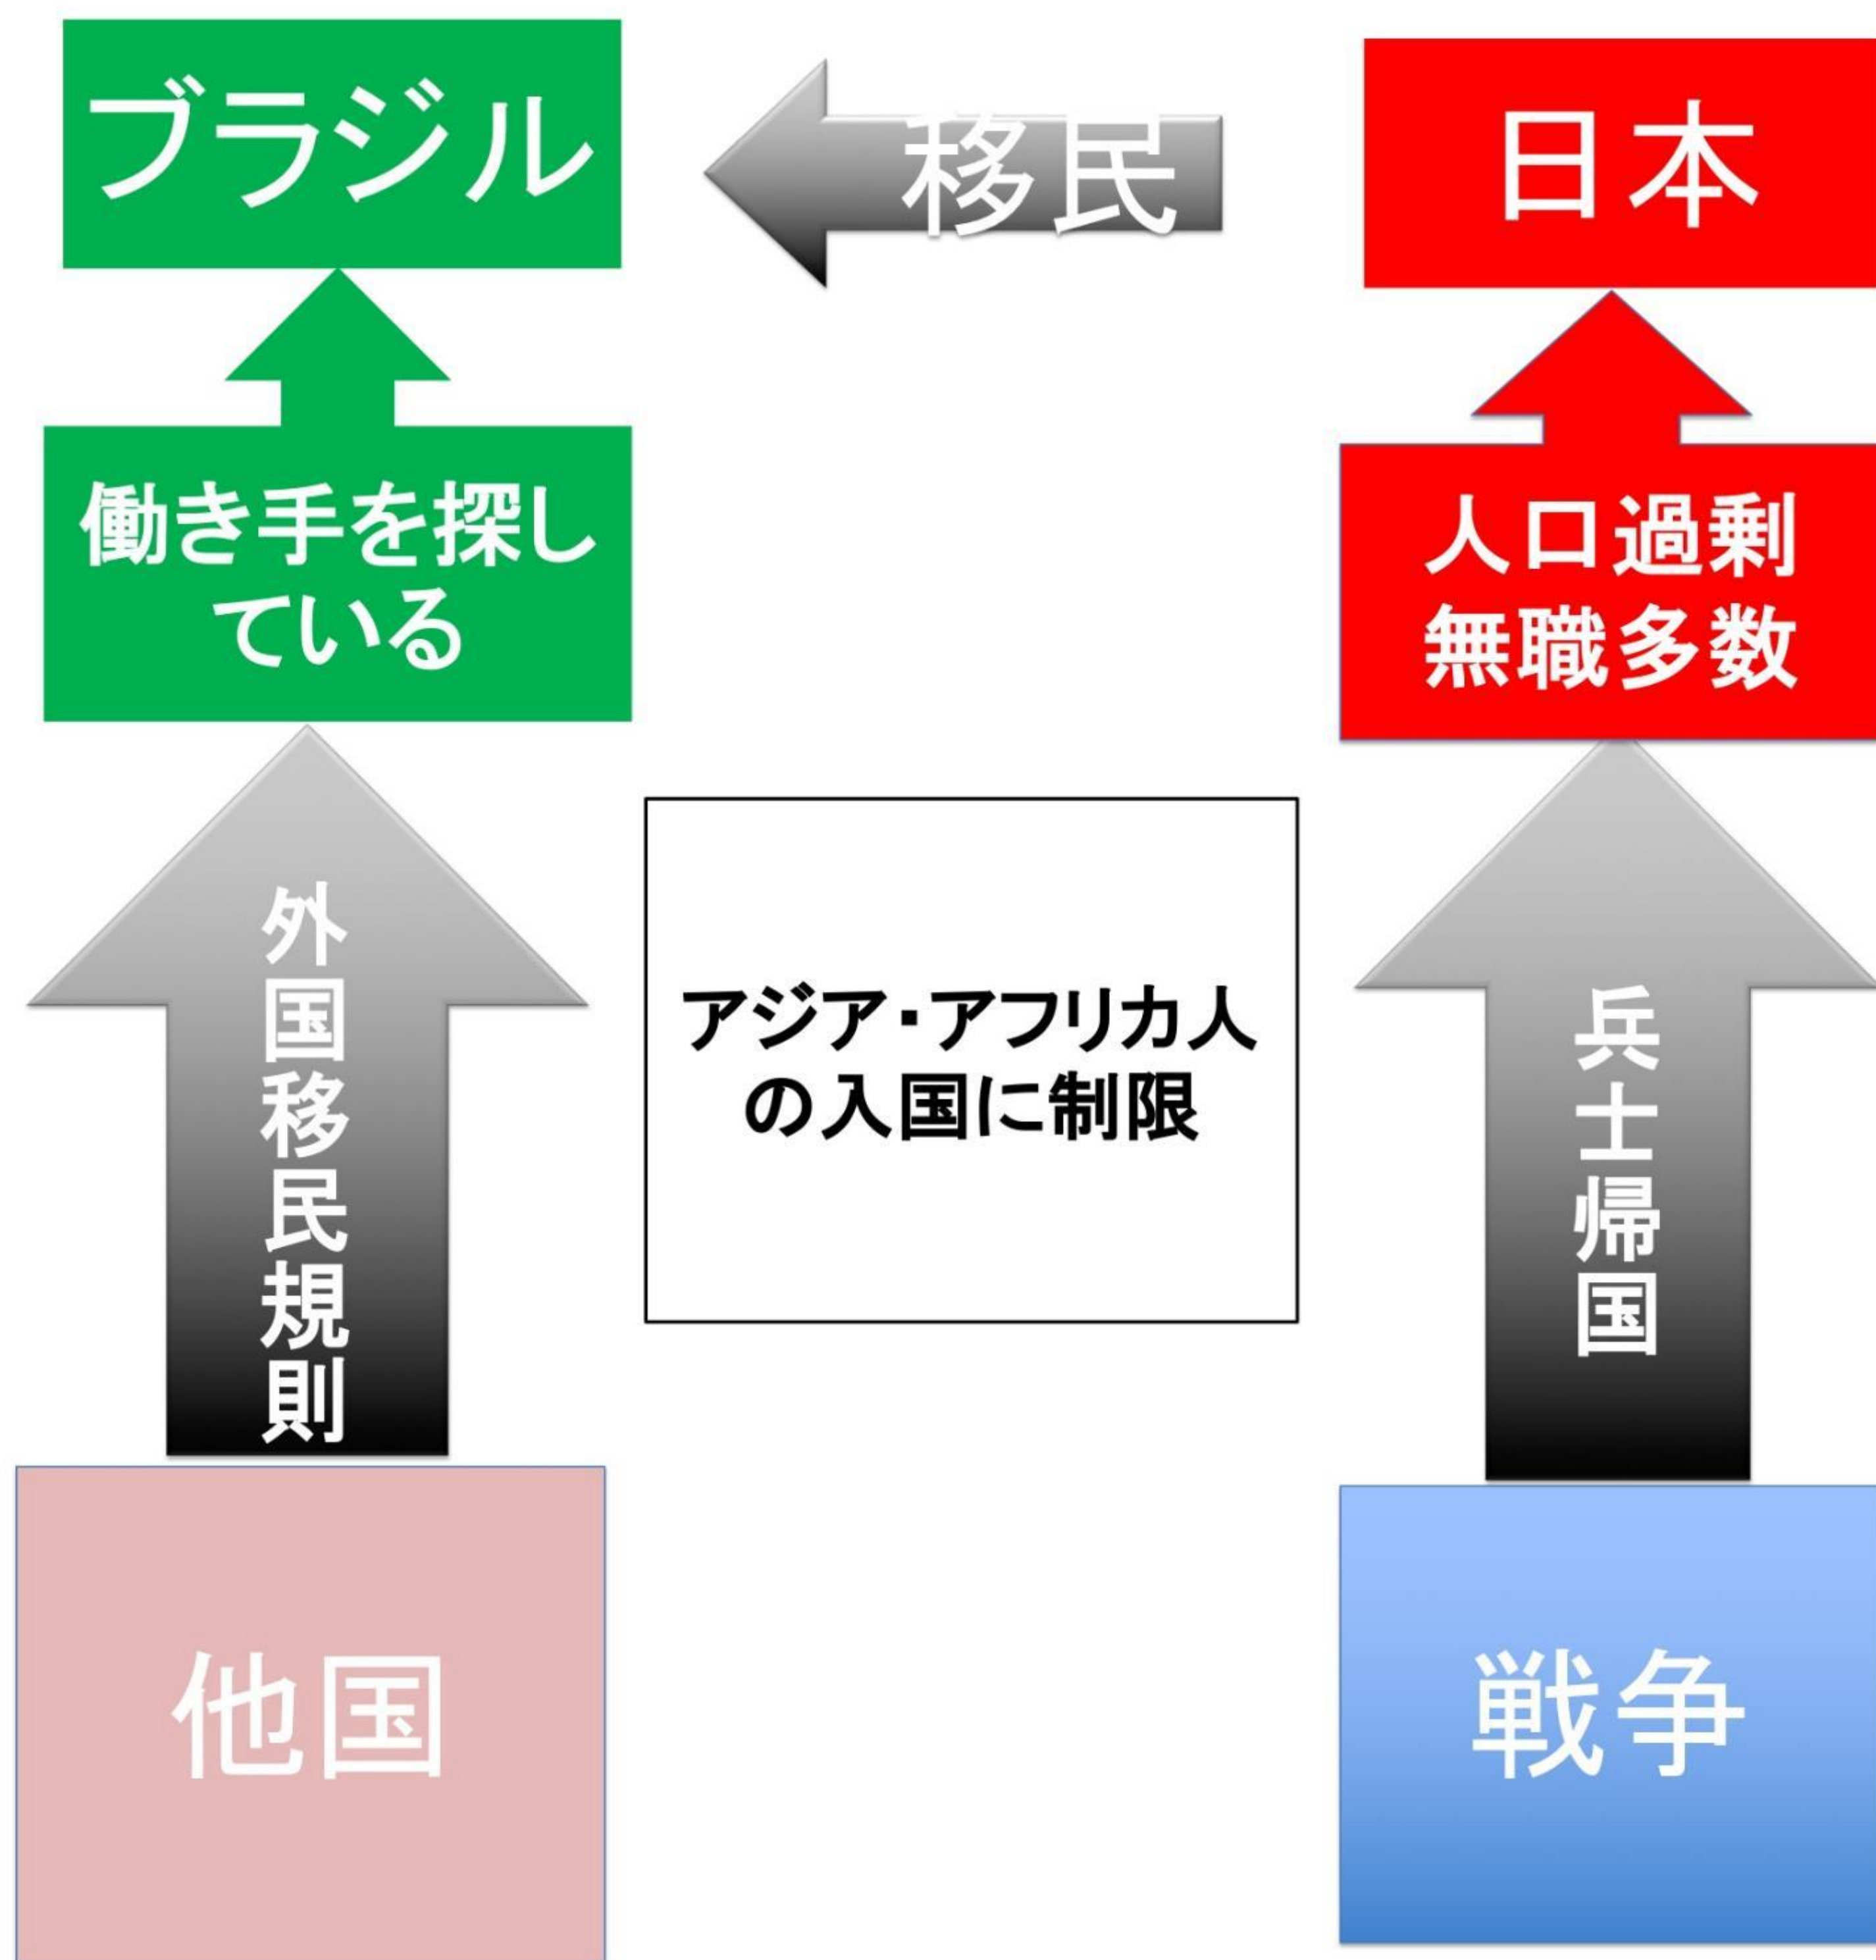 ブラジル
移民
日本
働き手を探し
ている
人口過剰
無職多数
外国移民規則
アジア・アフリカ人
の入国に制限
兵士帰国
他国
戦争